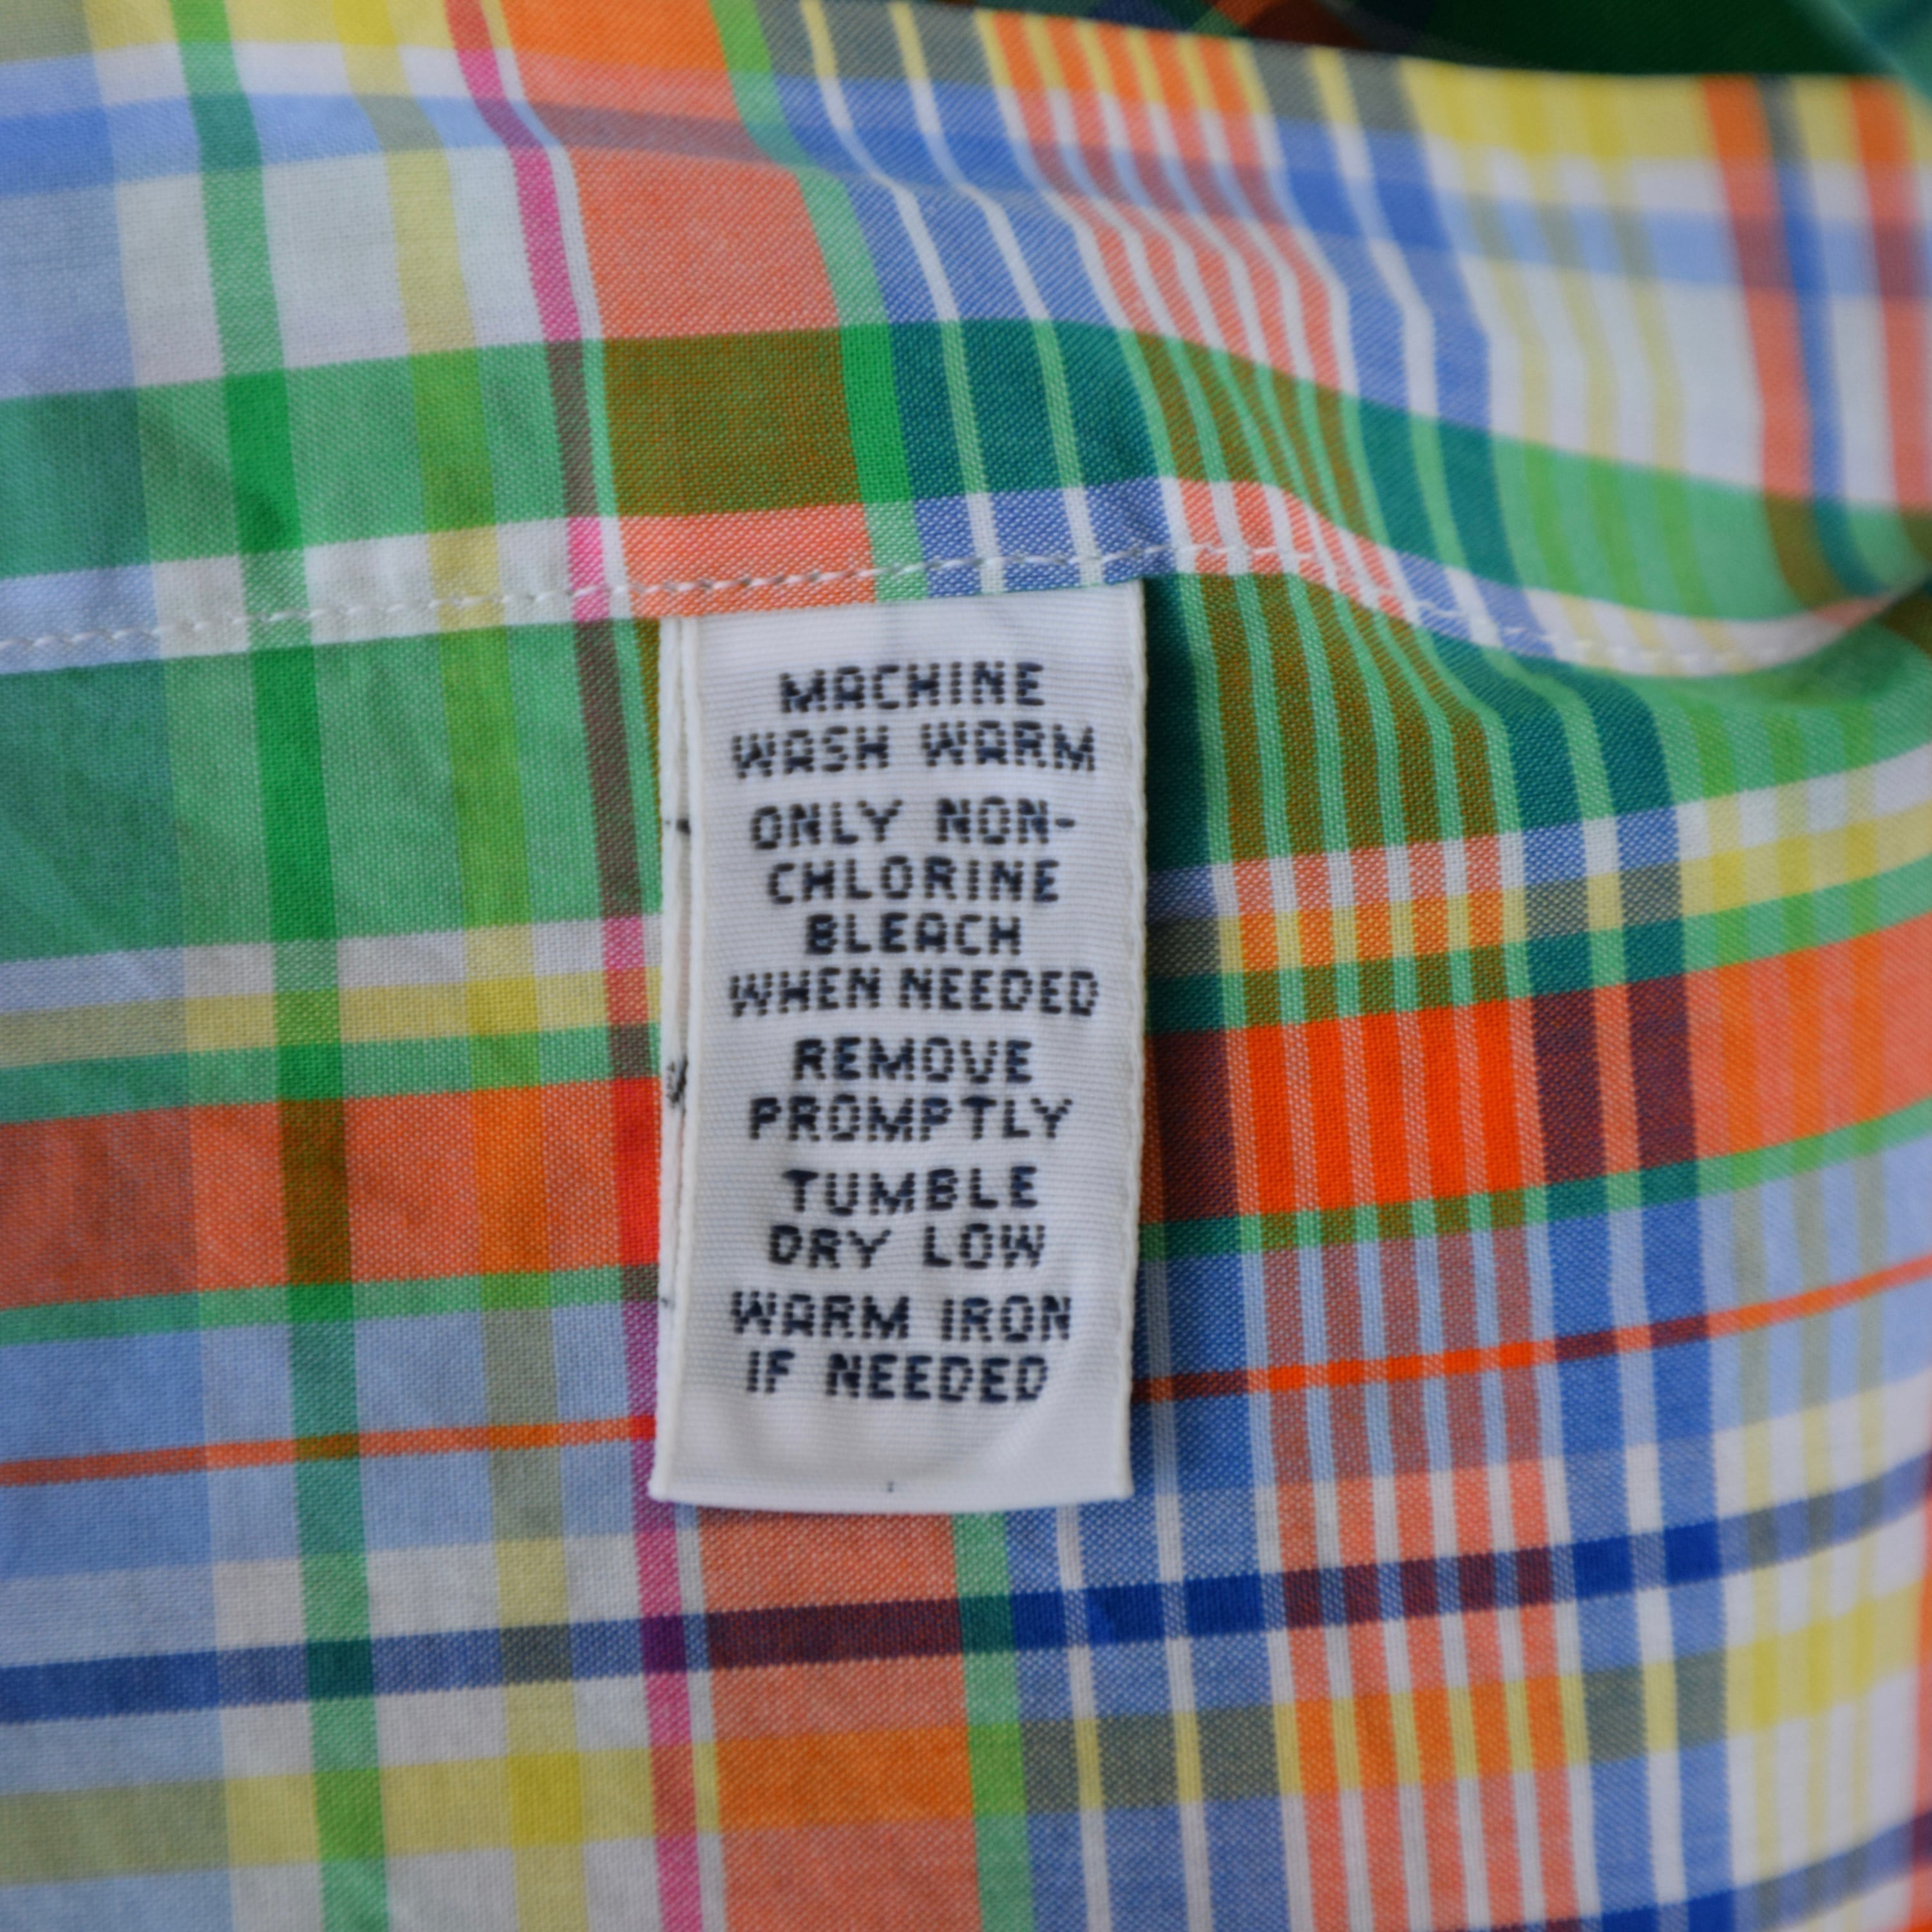 MACHINE
WASH WARM
ONLY NON-
CHLORINE
BLEACH
WHEN NEEDED
REMOVE
PROMPTLY
TUMBLE
DRY LOW
WARM IRON
IF NEEDED